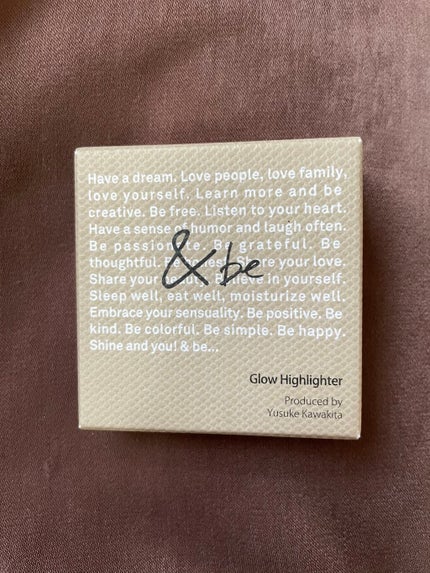 Have a dream. Love people, love family,
love yourself. Learn more and be
creative. Be free. Listen to your heart.
Have a sense of humor and laugh often.
Be passionate. Be grateful. Be
thoughtful. Be honest. Share your love.
Share your beauty. Believe in yourself.
Sleep well, eat well, moisturize well.
Embrace your sensuality. Be positive. Be
kind. Be colorful. Be simple. Be happy.
Shine and you! & be...
& be
Glow Highlighter
Produced by
Yusuke Kawakita